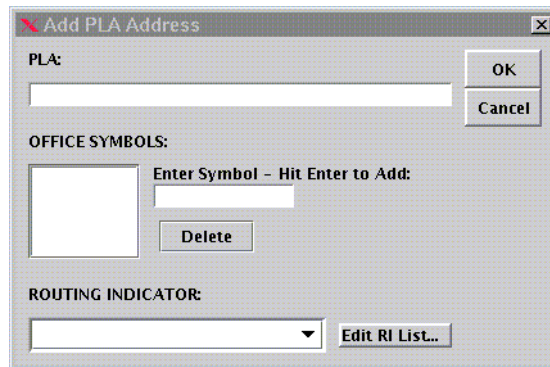 Add PLA Address
PLA:
OK
Cancel
OFFICE SYMBOLS:
Enter Symbol - Hit Enter to Add:
Delete
ROUTING INDICATOR:
Edit RI List...